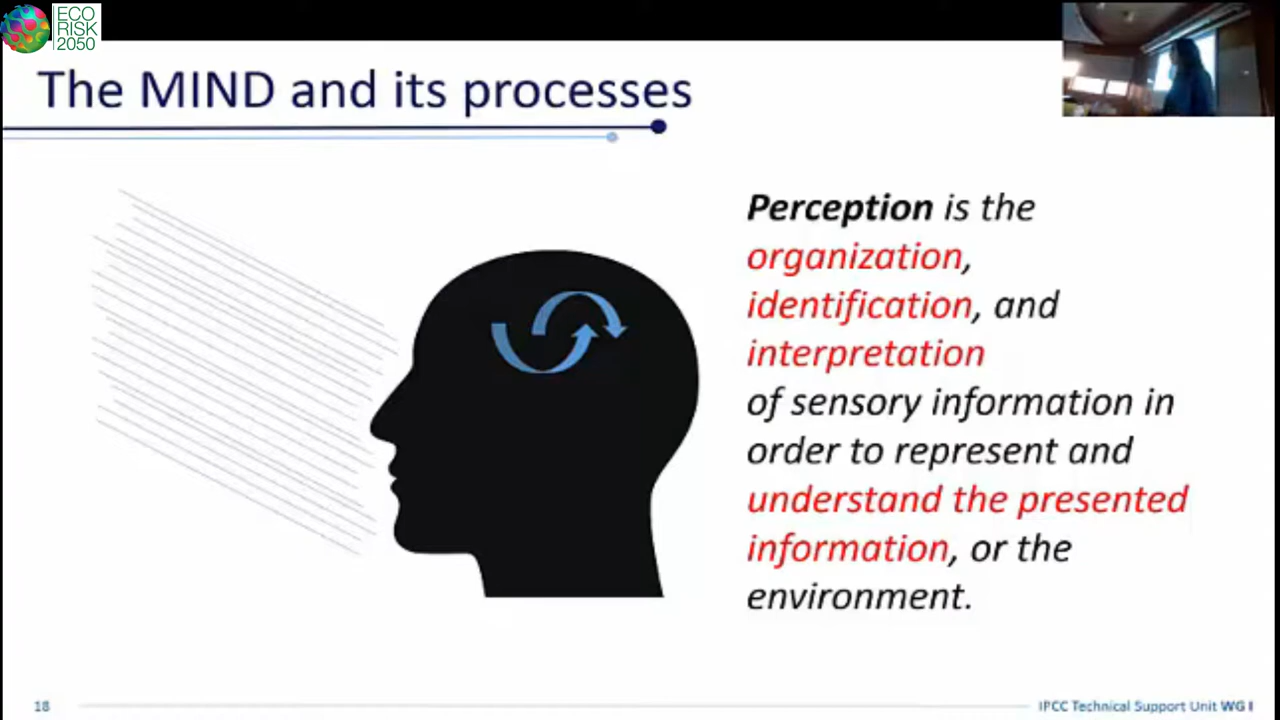 ECO
RISK
2050
The MIND and its processes
Perception is the
organization,
identification, and
interpretation
of sensory information in
order to represent and
understand the presented
information, or the
environment.
18
IPCC Technical Support Unit WG I